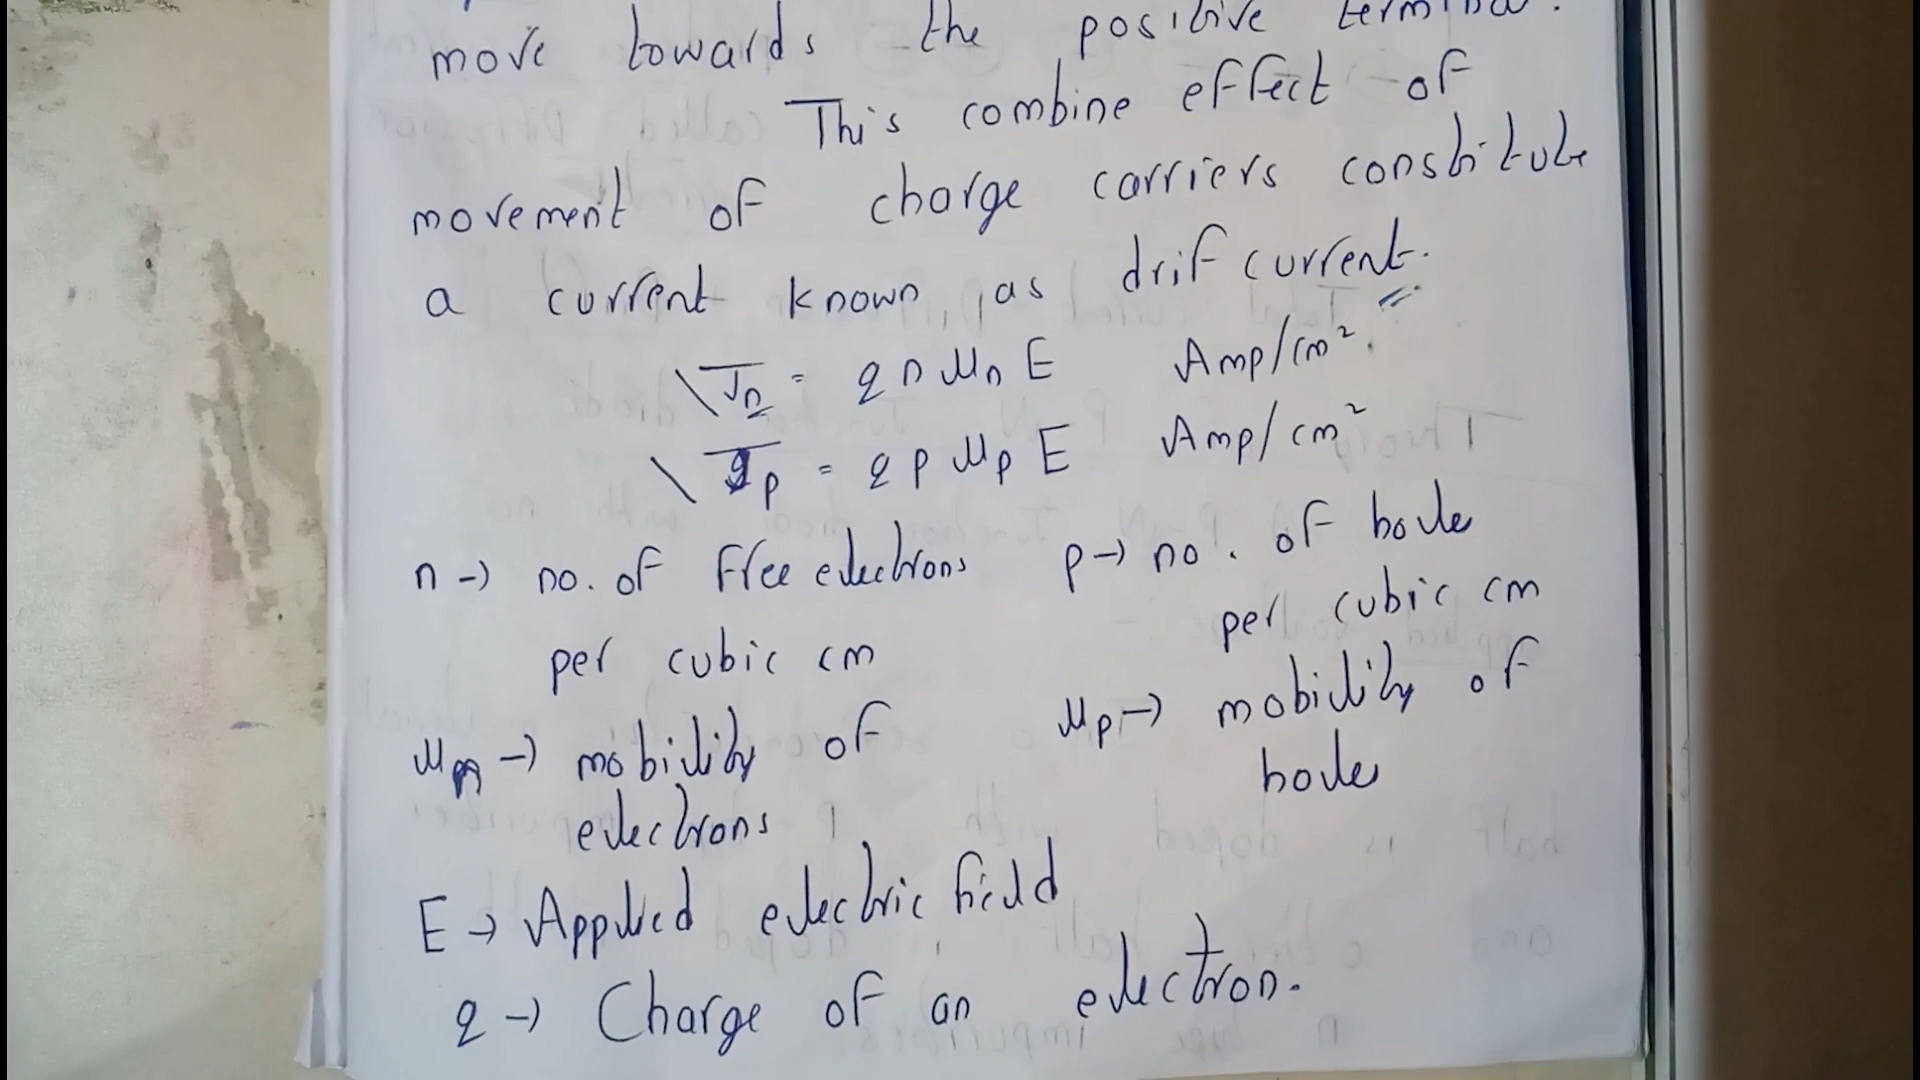 move towards the positive terminal.
This combine effect of
movement of charge carriers constitute
a current known as drif current.
Jn = q n μn E Amp/cm².
Jp = q p μp E Amp/cm²
n → no. of free electrons p → no. of hole
per cubic cm per cubic cm
μn → mobility of μp → mobility of
electrons hole
E → Applied electric field
q → Charge of an electron.